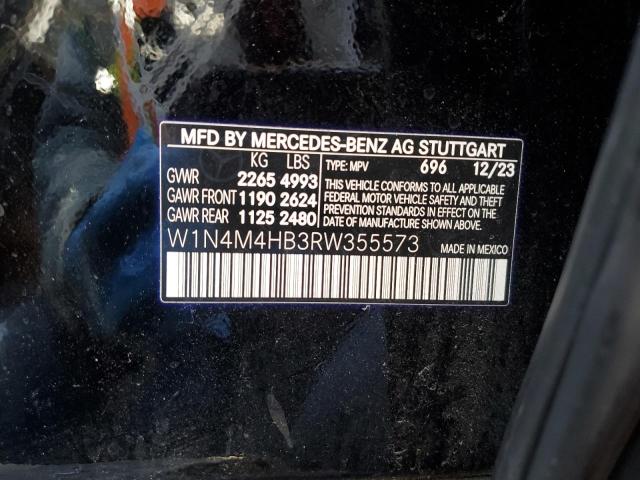 MFD BY MERCEDES-BENZ AG STUTTGART
KG LBS
GVWR 2265 4993
GAWR FRONT 1190 2624
GAWR REAR 1125 2480
TYPE: MPV 696 12/23
THIS VEHICLE CONFORMS TO ALL APPLICABLE
FEDERAL MOTOR VEHICLE SAFETY AND THEFT
PREVENTION STANDARDS IN EFFECT ON THE
DATE OF MANUFACTURE SHOWN ABOVE.
W1N4M4HB3RW355573 MADE IN MEXICO